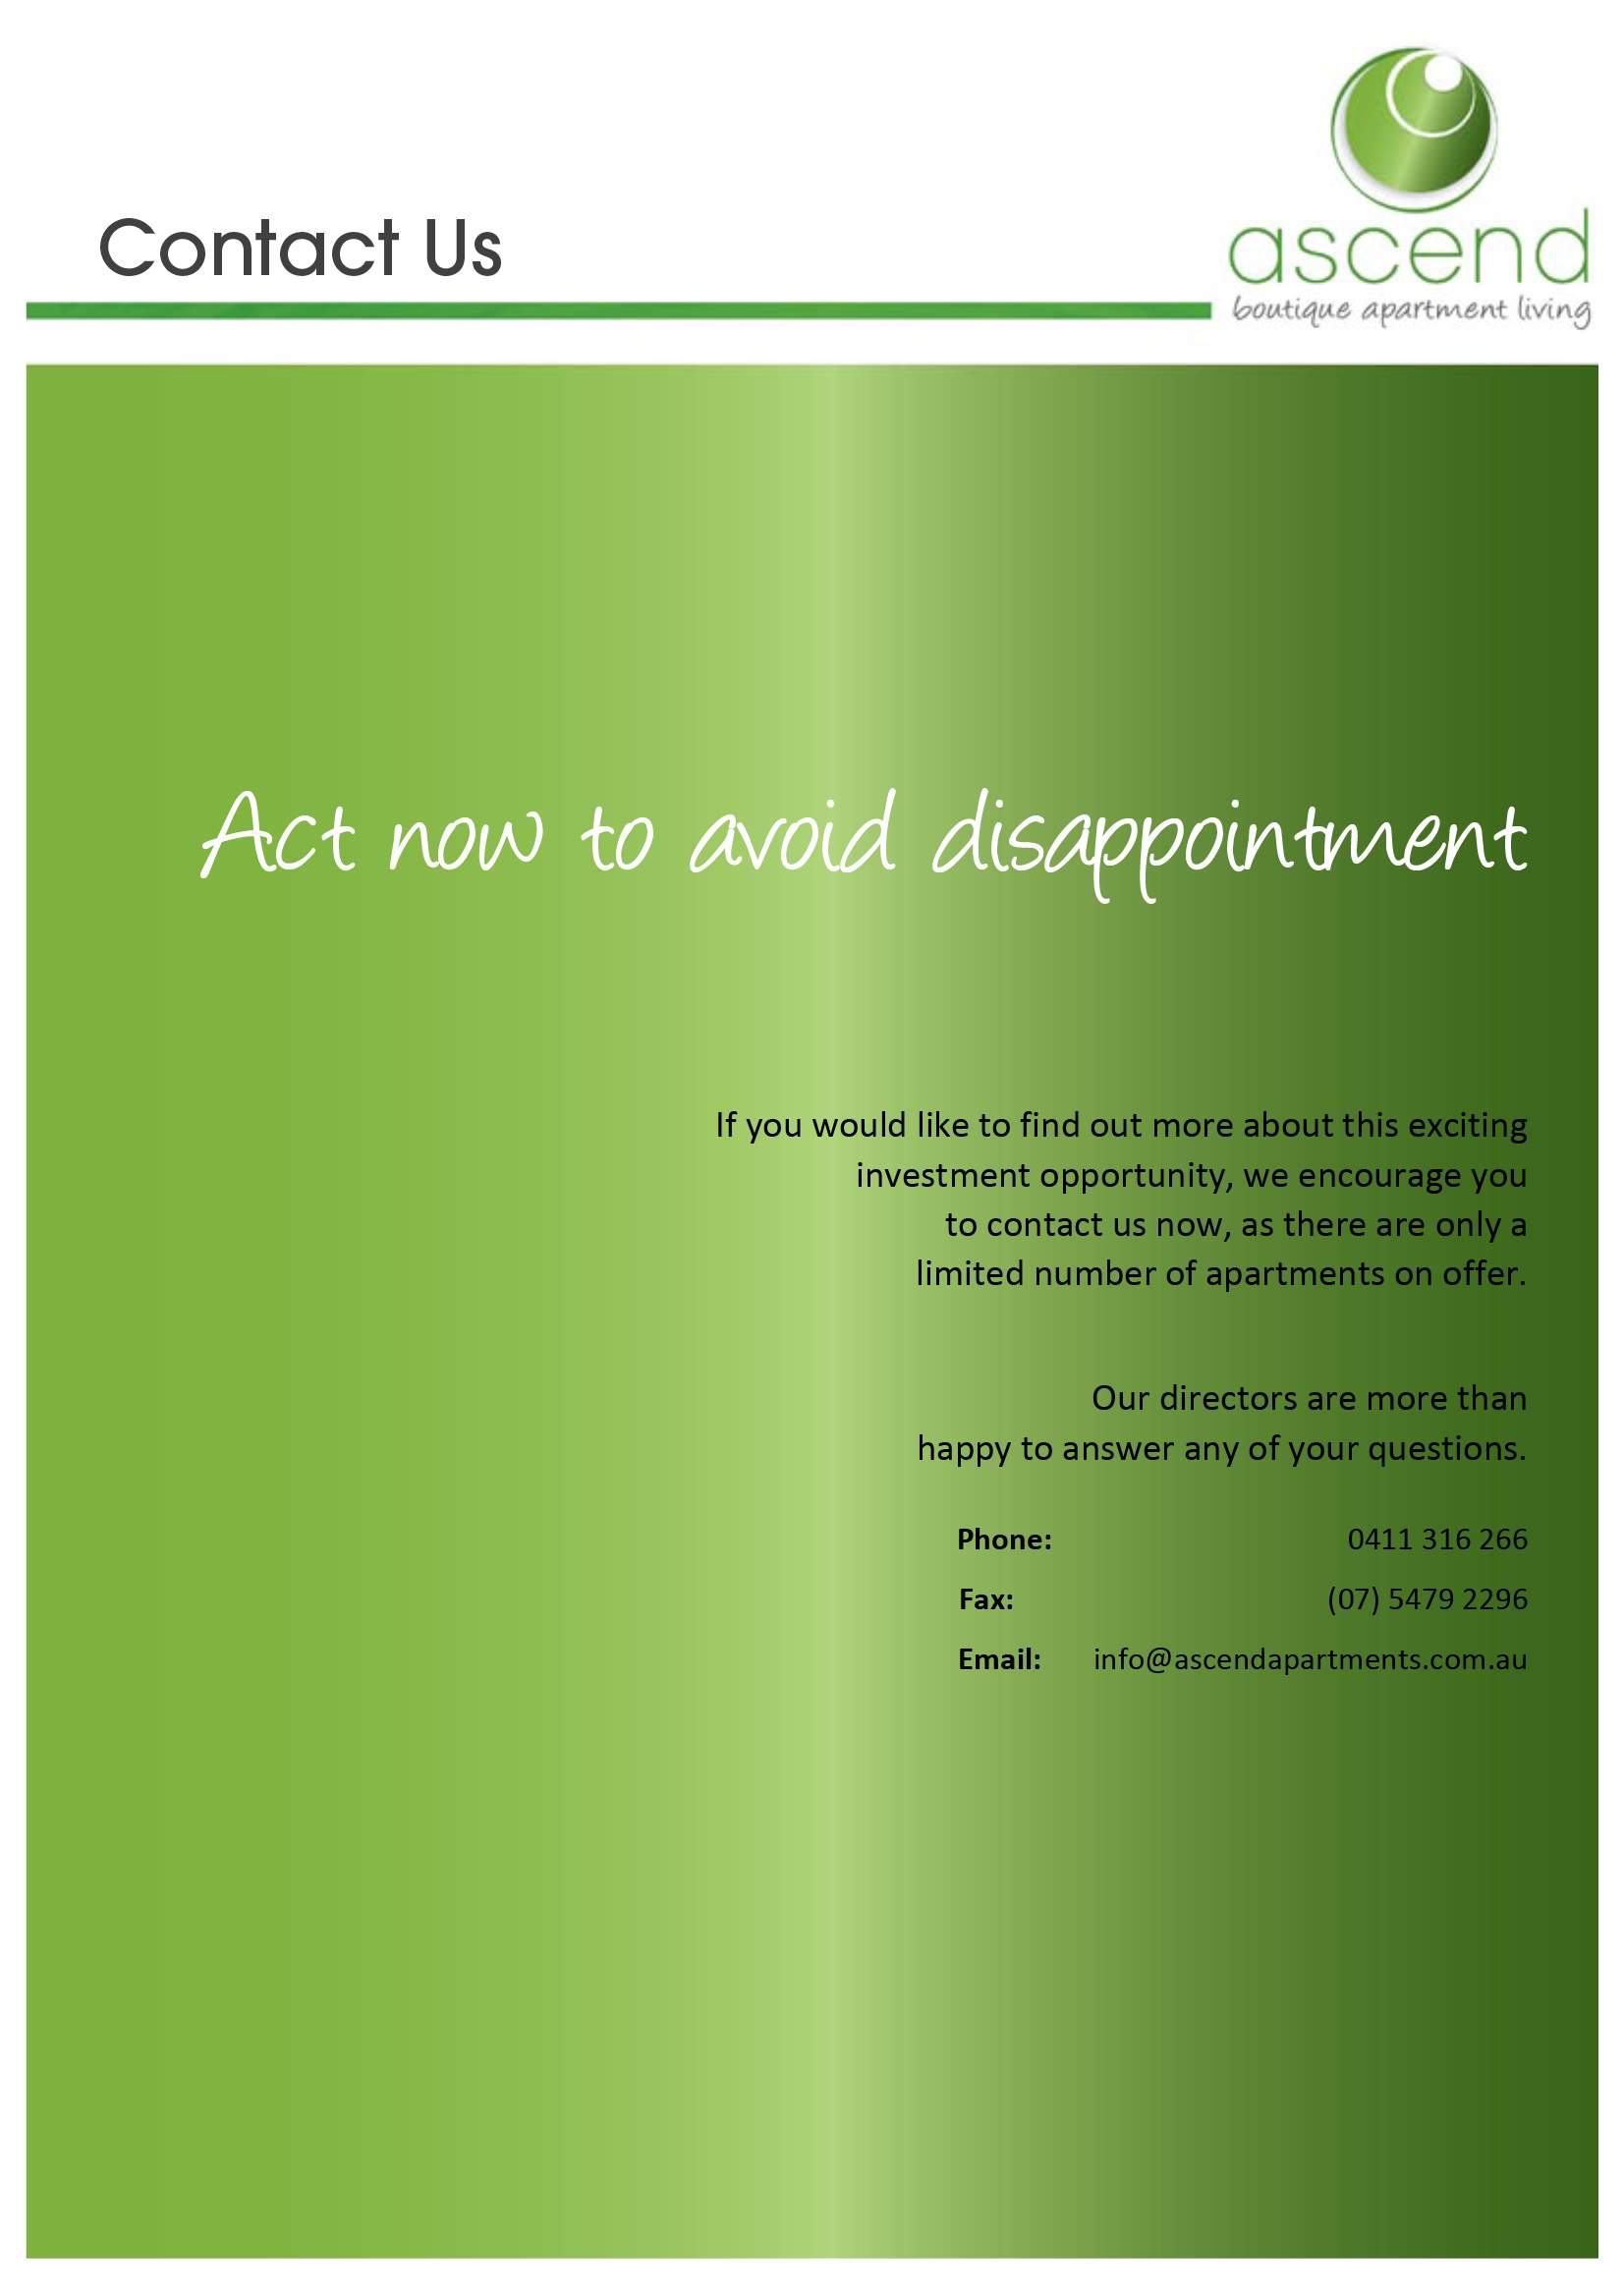 Contact Us
ascend
boutique apartment living
Act now to avoid disappointment
If you would like to find out more about this exciting
investment opportunity, we encourage you
to contact us now, as there are only a
limited number of apartments on offer.
Our directors are more than
happy to answer any of your questions.
Phone: 0411 316 266
Fax: (07) 5479 2296
Email: info@ascendapartments.com.au